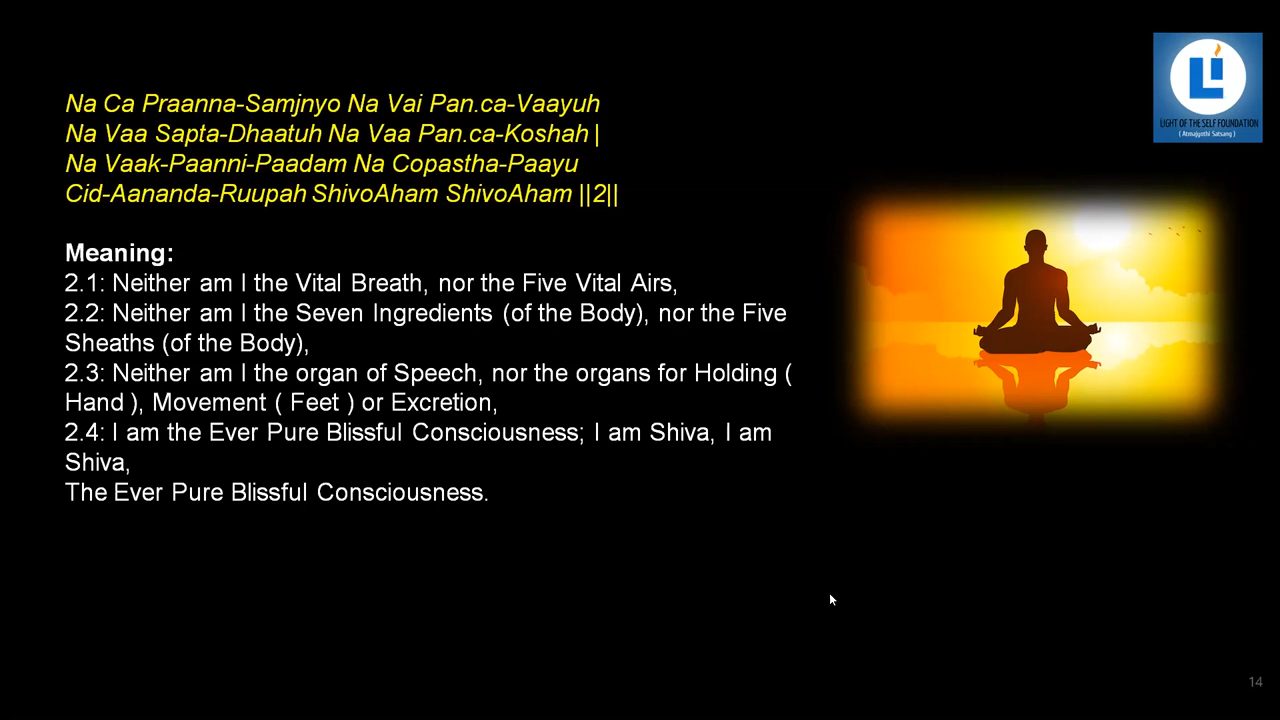 Na Ca Praanna-Samjnyo Na Vai Pan.ca-Vaayuh
Na Vaa Sapta-Dhaatuh Na Vaa Pan.ca-Koshah |
Na Vaak-Paanni-Paadam Na Copastha-Paayu
Cid-Aananda-Ruupah ShivoAham ShivoAham ||2||
Meaning:
2.1: Neither am I the Vital Breath, nor the Five Vital Airs,
2.2: Neither am I the Seven Ingredients (of the Body), nor the Five
Sheaths (of the Body),
2.3: Neither am I the organ of Speech, nor the organs for Holding (
Hand ), Movement ( Feet ) or Excretion,
2.4: I am the Ever Pure Blissful Consciousness; I am Shiva, I am
Shiva,
The Ever Pure Blissful Consciousness.
LIGHT OF THE SELF FOUNDATION
( Atmajyothi Satsang )
14